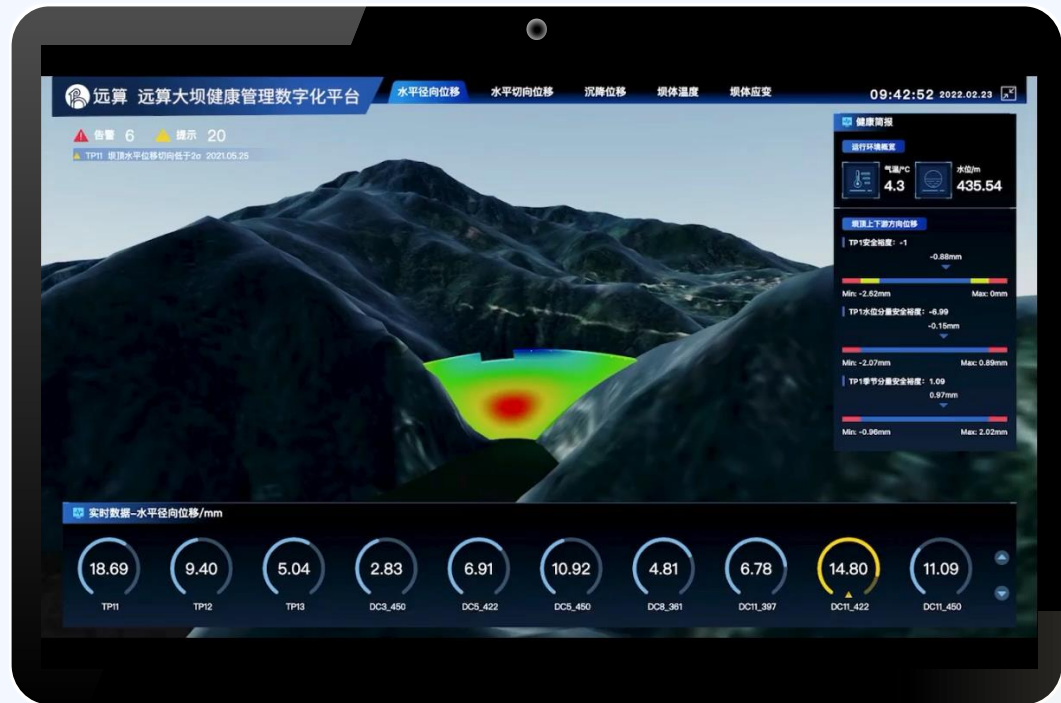 远算 远算大坝健康管理数字化平台
水平径向位移 水平切向位移 沉降位移 坝体温度 坝体应变
09:42:52 2022.02.23
告警 6 提示 20
TP11 坝顶水平位移切向低于2σ 2021.05.25
健康简报
运行环境概览
气温/°C
4.3
水位/m
435.54
坝顶上下游方向位移
TP1安全裕度：-1
-0.88mm
Min: -2.62mm Max: 0mm
TP1水位分量安全裕度：-6.99
-0.15mm
Min: -2.07mm Max: 0.89mm
TP1季节分量安全裕度：1.09
0.97mm
Min: -0.96mm Max: 2.02mm
实时数据-水平径向位移/mm
18.69 9.40 5.04 2.83 6.91 10.92 4.81 6.78 14.80 11.09
TP11 TP12 TP13 DC3_450 DC5_422 DC5_450 DC8_361 DC11_397 DC11_422 DC11_450